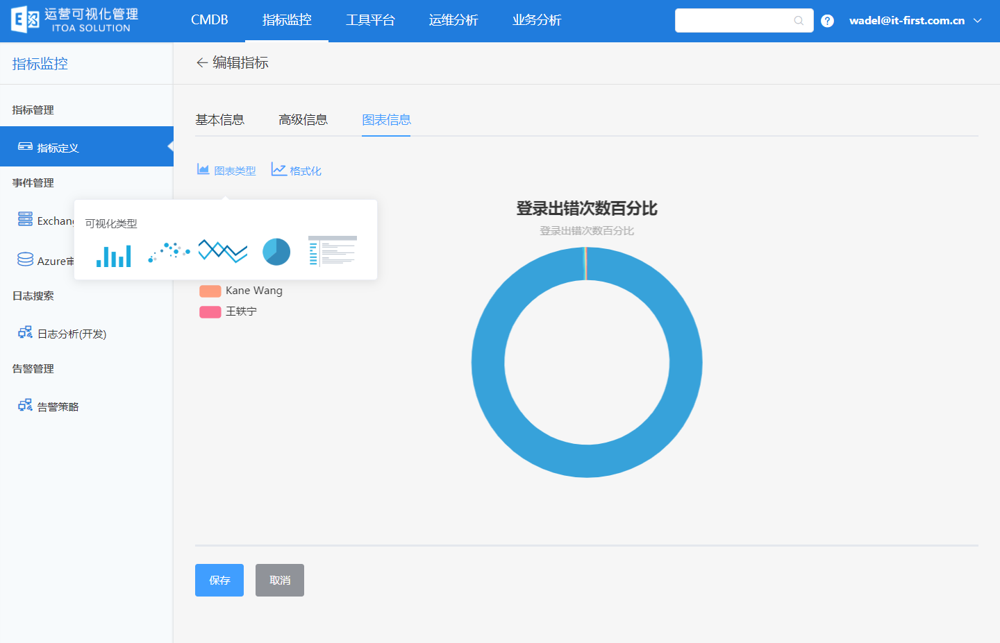 运营可视化管理
ITOA SOLUTION
CMDB
指标监控
工具平台
运维分析
业务分析
?
wadel@it-first.com.cn
指标监控
指标管理
指标定义
事件管理
Azure审
日志搜索
日志分析(开发)
告警管理
告警策略
编辑指标
基本信息
高级信息
图表信息
图表类型
格式化
可视化类型
Kane Wang
王轶宁
登录出错次数百分比
登录出错次数百分比
保存
取消